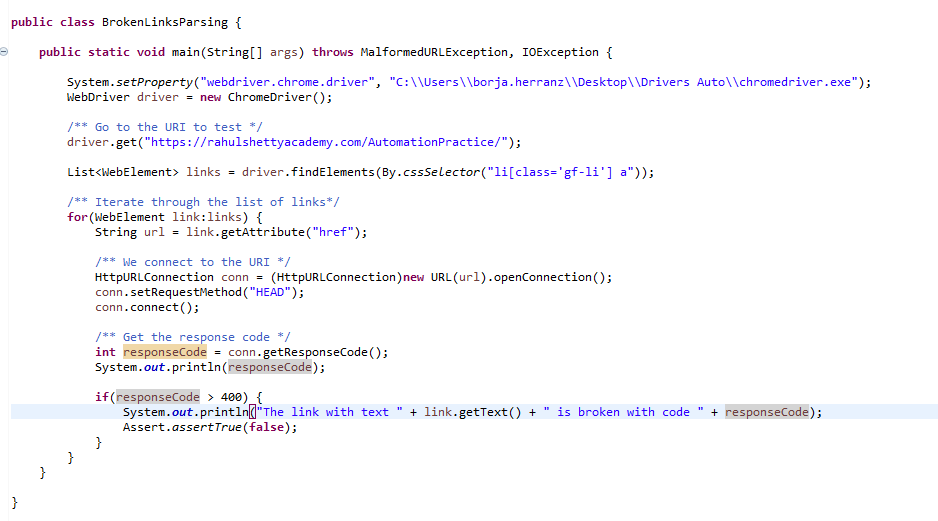 public class BrokenLinksParsing {
public static void main(String[] args) throws MalformedURLException, IOException {
System.setProperty("webdriver.chrome.driver", "C:\\Users\\borja.herranz\\Desktop\\Drivers Auto\\chromedriver.exe");
WebDriver driver = new ChromeDriver();
/** Go to the URI to test */
driver.get("https://rahulshettyacademy.com/AutomationPractice/");
List<WebElement> links = driver.findElements(By.cssSelector("li[class='gf-li'] a"));
/** Iterate through the list of links*/
for(WebElement link:links) {
String url = link.getAttribute("href");
/** We connect to the URI */
HttpURLConnection conn = (HttpURLConnection)new URL(url).openConnection();
conn.setRequestMethod("HEAD");
conn.connect();
/** Get the response code */
int responseCode = conn.getResponseCode();
System.out.println(responseCode);
if(responseCode > 400) {
System.out.println("The link with text " + link.getText() + " is broken with code " + responseCode);
Assert.assertTrue(false);
}
}
}
}